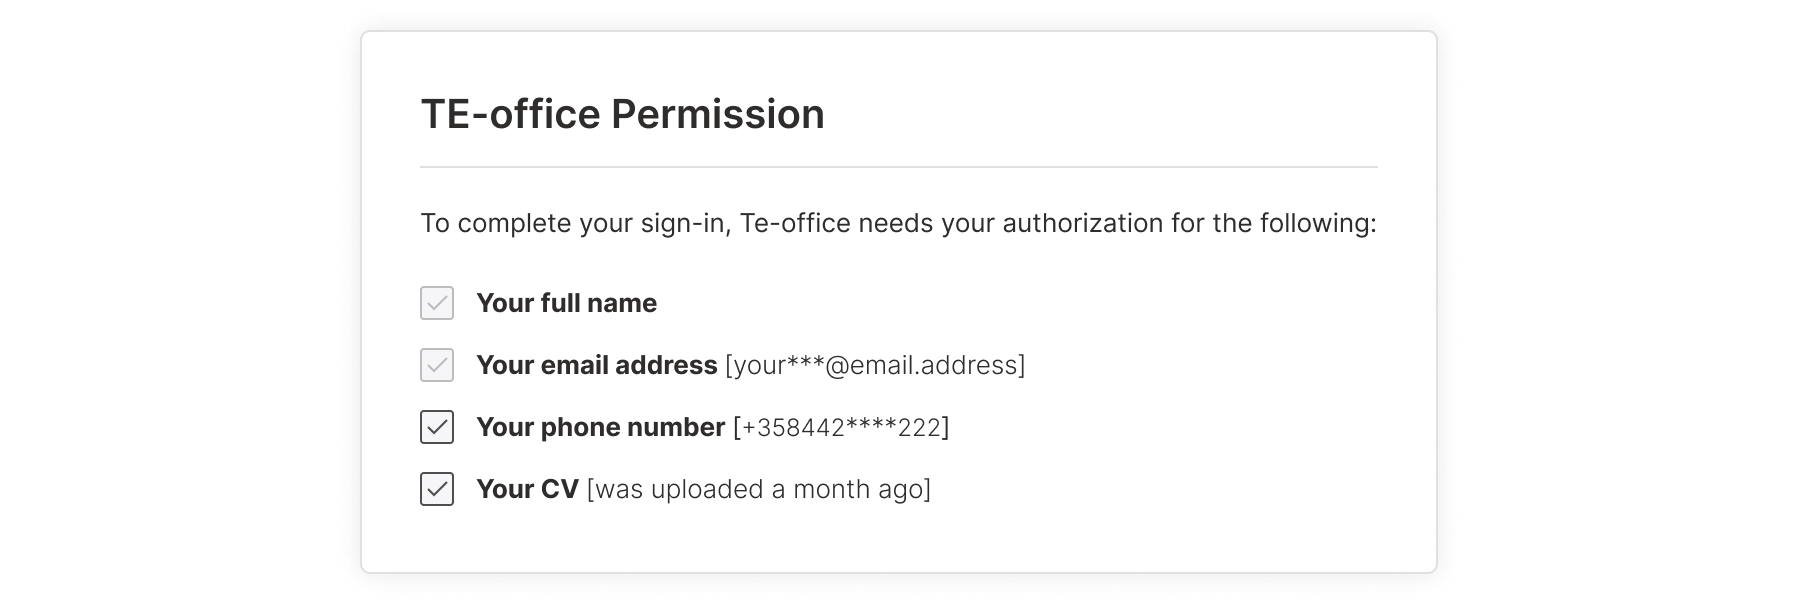 TE-office Permission
To complete your sign-in, Te-office needs your authorization for the following:
Your full name
Your email address [your***@email.address]
Your phone number [+358442****222]
Your CV [was uploaded a month ago]